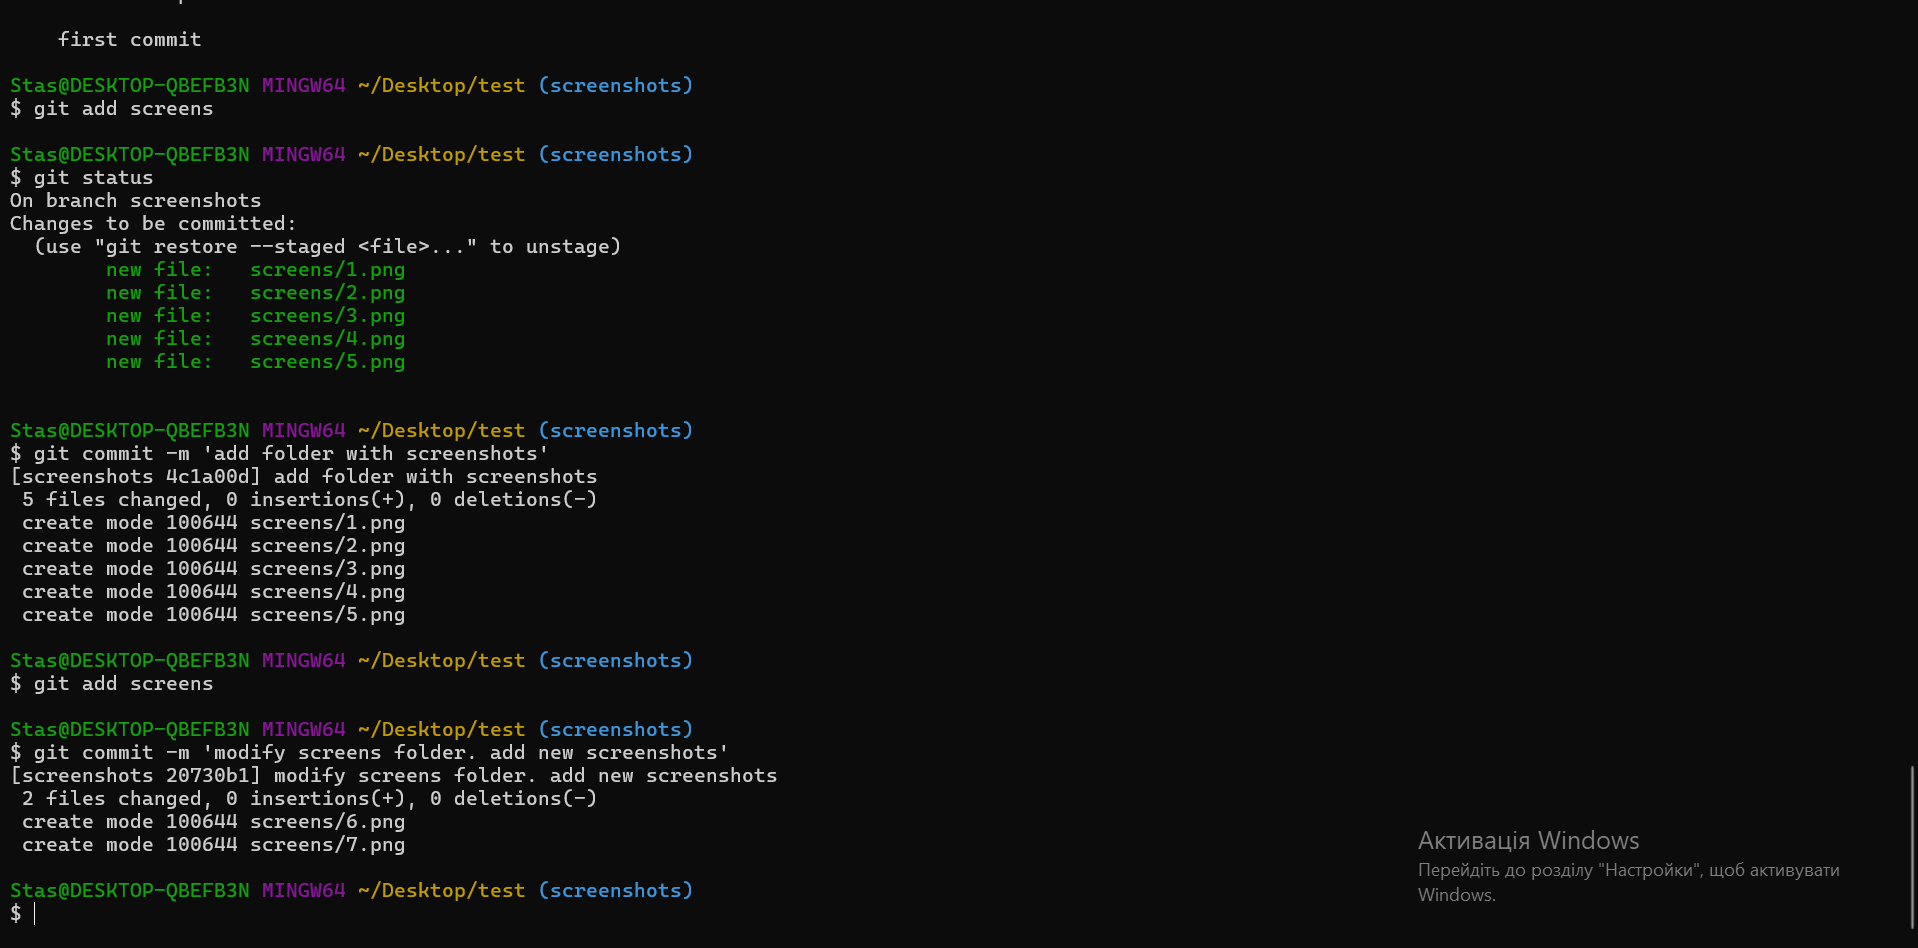 first commit
Stas@DESKTOP-QBEFB3N MINGW64 ~/Desktop/test (screenshots)
$ git add screens
Stas@DESKTOP-QBEFB3N MINGW64 ~/Desktop/test (screenshots)
$ git status
On branch screenshots
Changes to be committed:
  (use "git restore --staged <file>..." to unstage)
        new file:   screens/1.png
        new file:   screens/2.png
        new file:   screens/3.png
        new file:   screens/4.png
        new file:   screens/5.png
Stas@DESKTOP-QBEFB3N MINGW64 ~/Desktop/test (screenshots)
$ git commit -m 'add folder with screenshots'
[screenshots 4c1a00d] add folder with screenshots
 5 files changed, 0 insertions(+), 0 deletions(-)
 create mode 100644 screens/1.png
 create mode 100644 screens/2.png
 create mode 100644 screens/3.png
 create mode 100644 screens/4.png
 create mode 100644 screens/5.png
Stas@DESKTOP-QBEFB3N MINGW64 ~/Desktop/test (screenshots)
$ git add screens
Stas@DESKTOP-QBEFB3N MINGW64 ~/Desktop/test (screenshots)
$ git commit -m 'modify screens folder. add new screenshots'
[screenshots 20730b1] modify screens folder. add new screenshots
 2 files changed, 0 insertions(+), 0 deletions(-)
 create mode 100644 screens/6.png
 create mode 100644 screens/7.png
Stas@DESKTOP-QBEFB3N MINGW64 ~/Desktop/test (screenshots)
$
Активація Windows
Перейдіть до розділу "Настройки", щоб активувати
Windows.